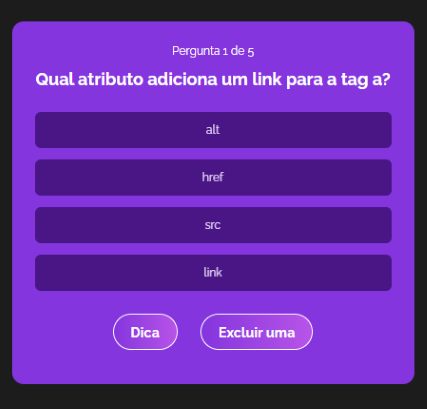 Pergunta 1 de 5
Qual atributo adiciona um link para a tag a?
alt
href
src
link
Dica
Excluir uma